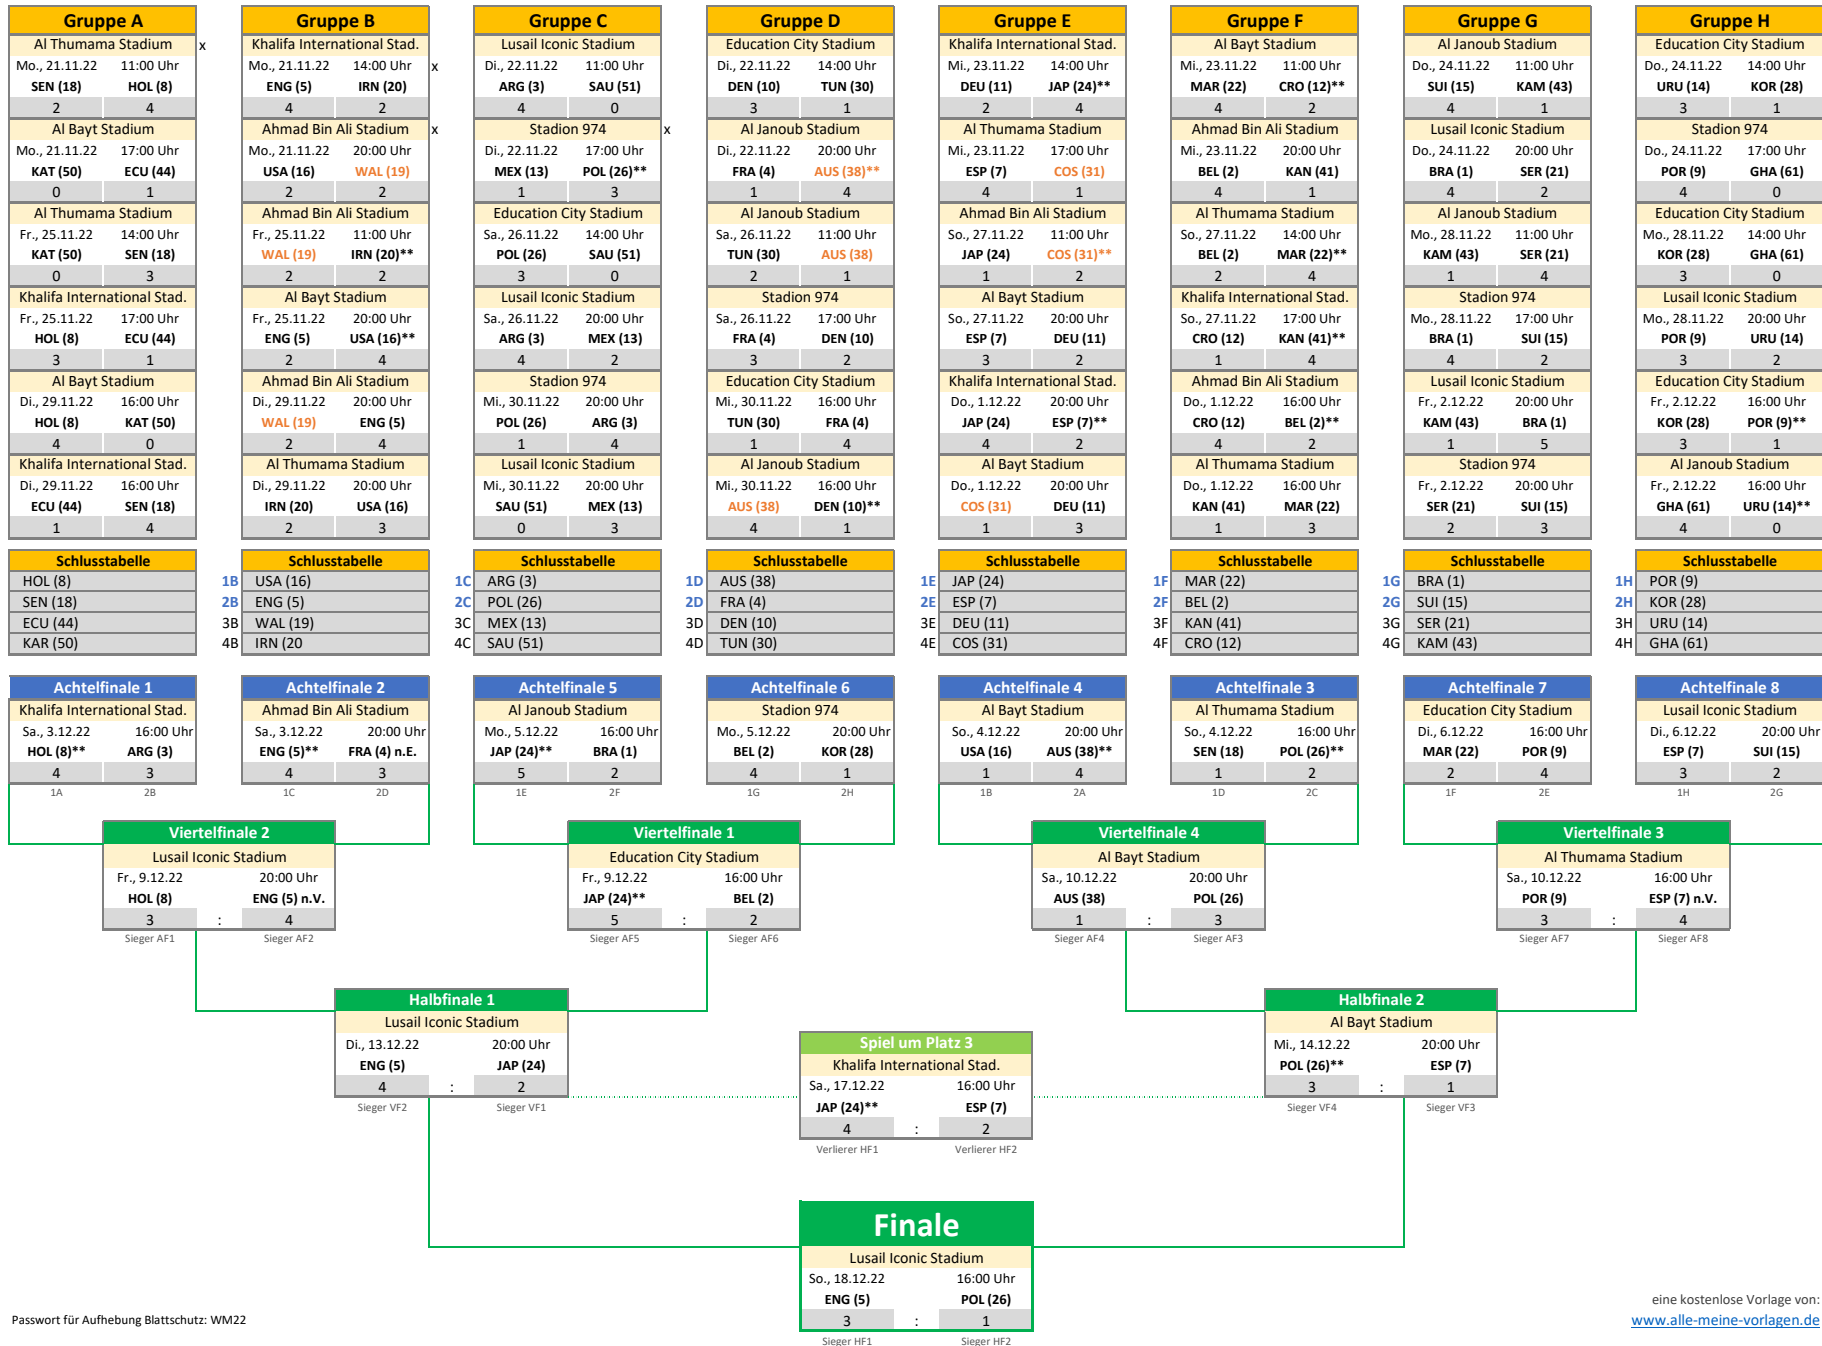 Gruppe A Gruppe B Gruppe C Gruppe D Gruppe E Gruppe F Gruppe G Gruppe H
Al Thumama Stadium x Khalifa International Stad. Lusail Iconic Stadium Education City Stadium Khalifa International Stad. Al Bayt Stadium Al Janoub Stadium Education City Stadium
Mo., 21.11.22 11:00 Uhr Mo., 21.11.22 14:00 Uhr x Di., 22.11.22 11:00 Uhr Di., 22.11.22 14:00 Uhr Mi., 23.11.22 14:00 Uhr Mi., 23.11.22 11:00 Uhr Do., 24.11.22 11:00 Uhr Do., 24.11.22 14:00 Uhr
SEN (18) HOL (8) ENG (5) IRN (20) ARG (3) SAU (51) DEN (10) TUN (30) DEU (11) JAP (24)** MAR (22) CRO (12)** SUI (15) KAM (43) URU (14) KOR (28)
2 4 4 2 4 0 3 1 2 4 4 2 4 1 3 1
Al Bayt Stadium Ahmad Bin Ali Stadium x Stadion 974 x Al Janoub Stadium Al Thumama Stadium Ahmad Bin Ali Stadium Lusail Iconic Stadium Stadion 974
Mo., 21.11.22 17:00 Uhr Mo., 21.11.22 20:00 Uhr Di., 22.11.22 17:00 Uhr Di., 22.11.22 20:00 Uhr Mi., 23.11.22 17:00 Uhr Mi., 23.11.22 20:00 Uhr Do., 24.11.22 20:00 Uhr Do., 24.11.22 17:00 Uhr
KAT (50) ECU (44) USA (16) WAL (19) MEX (13) POL (26)** FRA (4) AUS (38)** ESP (7) COS (31) BEL (2) KAN (41) BRA (1) SER (21) POR (9) GHA (61)
0 1 2 2 1 3 1 4 4 1 4 1 4 2 4 0
Al Thumama Stadium Ahmad Bin Ali Stadium Education City Stadium Al Janoub Stadium Ahmad Bin Ali Stadium Al Thumama Stadium Al Janoub Stadium Education City Stadium
Fr., 25.11.22 14:00 Uhr Fr., 25.11.22 11:00 Uhr Sa., 26.11.22 14:00 Uhr Sa., 26.11.22 11:00 Uhr So., 27.11.22 11:00 Uhr So., 27.11.22 14:00 Uhr Mo., 28.11.22 11:00 Uhr Mo., 28.11.22 14:00 Uhr
KAT (50) SEN (18) WAL (19) IRN (20)** POL (26) SAU (51) TUN (30) AUS (38) JAP (24) COS (31)** BEL (2) MAR (22)** KAM (43) SER (21) KOR (28) GHA (61)
0 3 2 2 3 0 2 1 1 2 2 4 1 4 3 0
Khalifa International Stad. Al Bayt Stadium Lusail Iconic Stadium Stadion 974 Al Bayt Stadium Khalifa International Stad. Stadion 974 Lusail Iconic Stadium
Fr., 25.11.22 17:00 Uhr Fr., 25.11.22 20:00 Uhr Sa., 26.11.22 20:00 Uhr Sa., 26.11.22 17:00 Uhr So., 27.11.22 20:00 Uhr So., 27.11.22 17:00 Uhr Mo., 28.11.22 17:00 Uhr Mo., 28.11.22 20:00 Uhr
HOL (8) ECU (44) ENG (5) USA (16)** ARG (3) MEX (13) FRA (4) DEN (10) ESP (7) DEU (11) CRO (12) KAN (41)** BRA (1) SUI (15) POR (9) URU (14)
3 1 2 4 4 2 3 2 3 2 1 4 4 2 3 2
Al Bayt Stadium Ahmad Bin Ali Stadium Stadion 974 Education City Stadium Khalifa International Stad. Ahmad Bin Ali Stadium Lusail Iconic Stadium Education City Stadium
Di., 29.11.22 16:00 Uhr Di., 29.11.22 20:00 Uhr Mi., 30.11.22 20:00 Uhr Mi., 30.11.22 16:00 Uhr Do., 1.12.22 20:00 Uhr Do., 1.12.22 16:00 Uhr Fr., 2.12.22 20:00 Uhr Fr., 2.12.22 16:00 Uhr
HOL (8) KAT (50) WAL (19) ENG (5) POL (26) ARG (3) TUN (30) FRA (4) JAP (24) ESP (7)** CRO (12) BEL (2)** KAM (43) BRA (1) KOR (28) POR (9)**
4 0 2 4 1 4 1 4 4 2 4 2 1 5 3 1
Khalifa International Stad. Al Thumama Stadium Lusail Iconic Stadium Al Janoub Stadium Al Bayt Stadium Al Thumama Stadium Stadion 974 Al Janoub Stadium
Di., 29.11.22 16:00 Uhr Di., 29.11.22 20:00 Uhr Mi., 30.11.22 20:00 Uhr Mi., 30.11.22 16:00 Uhr Do., 1.12.22 20:00 Uhr Do., 1.12.22 16:00 Uhr Fr., 2.12.22 20:00 Uhr Fr., 2.12.22 16:00 Uhr
ECU (44) SEN (18) IRN (20) USA (16) SAU (51) MEX (13) AUS (38) DEN (10)** COS (31) DEU (11) KAN (41) MAR (22) SER (21) SUI (15) GHA (61) URU (14)**
1 4 2 3 0 3 4 1 1 3 1 3 2 3 4 0
Schlusstabelle Schlusstabelle Schlusstabelle Schlusstabelle Schlusstabelle Schlusstabelle Schlusstabelle Schlusstabelle
HOL (8) 1B USA (16) 1C ARG (3) 1D AUS (38) 1E JAP (24) 1F MAR (22) 1G BRA (1) 1H POR (9)
SEN (18) 2B ENG (5) 2C POL (26) 2D FRA (4) 2E ESP (7) 2F BEL (2) 2G SUI (15) 2H KOR (28)
ECU (44) 3B WAL (19) 3C MEX (13) 3D DEN (10) 3E DEU (11) 3F KAN (41) 3G SER (21) 3H URU (14)
KAR (50) 4B IRN (20 4C SAU (51) 4D TUN (30) 4E COS (31) 4F CRO (12) 4G KAM (43) 4H GHA (61)
Achtelfinale 1 Achtelfinale 2 Achtelfinale 5 Achtelfinale 6 Achtelfinale 4 Achtelfinale 3 Achtelfinale 7 Achtelfinale 8
Khalifa International Stad. Ahmad Bin Ali Stadium Al Janoub Stadium Stadion 974 Al Bayt Stadium Al Thumama Stadium Education City Stadium Lusail Iconic Stadium
Sa., 3.12.22 16:00 Uhr Sa., 3.12.22 20:00 Uhr Mo., 5.12.22 16:00 Uhr Mo., 5.12.22 20:00 Uhr So., 4.12.22 20:00 Uhr So., 4.12.22 16:00 Uhr Di., 6.12.22 16:00 Uhr Di., 6.12.22 20:00 Uhr
HOL (8)** ARG (3) ENG (5)** FRA (4) n.E. JAP (24)** BRA (1) BEL (2) KOR (28) USA (16) AUS (38)** SEN (18) POL (26)** MAR (22) POR (9) ESP (7) SUI (15)
4 3 4 3 5 2 4 1 1 4 1 2 2 4 3 2
1A 2B 1C 2D 1E 2F 1G 2H 1B 2A 1D 2C 1F 2E 1H 2G
Viertelfinale 2 Viertelfinale 1 Viertelfinale 4 Viertelfinale 3
Lusail Iconic Stadium Education City Stadium Al Bayt Stadium Al Thumama Stadium
Fr., 9.12.22 20:00 Uhr Fr., 9.12.22 16:00 Uhr Sa., 10.12.22 20:00 Uhr Sa., 10.12.22 16:00 Uhr
HOL (8) ENG (5) n.V. JAP (24)** BEL (2) AUS (38) POL (26) POR (9) ESP (7) n.V.
3 : 4 5 : 2 1 : 3 3 : 4
Sieger AF1 Sieger AF2 Sieger AF5 Sieger AF6 Sieger AF4 Sieger AF3 Sieger AF7 Sieger AF8
Halbfinale 1 Halbfinale 2
Lusail Iconic Stadium Al Bayt Stadium
Di., 13.12.22 20:00 Uhr Mi., 14.12.22 20:00 Uhr
ENG (5) JAP (24) POL (26)** ESP (7)
4 : 2 3 : 1
Sieger VF2 Sieger VF1 Sieger VF4 Sieger VF3
Spiel um Platz 3
Khalifa International Stad.
Sa., 17.12.22 16:00 Uhr
JAP (24)** ESP (7)
4 : 2
Verlierer HF1 Verlierer HF2
Finale
Lusail Iconic Stadium
So., 18.12.22 16:00 Uhr
ENG (5) POL (26)
3 : 1
Sieger HF1 Sieger HF2
Passwort für Aufhebung Blattschutz: WM22
eine kostenlose Vorlage von:
www.alle-meine-vorlagen.de